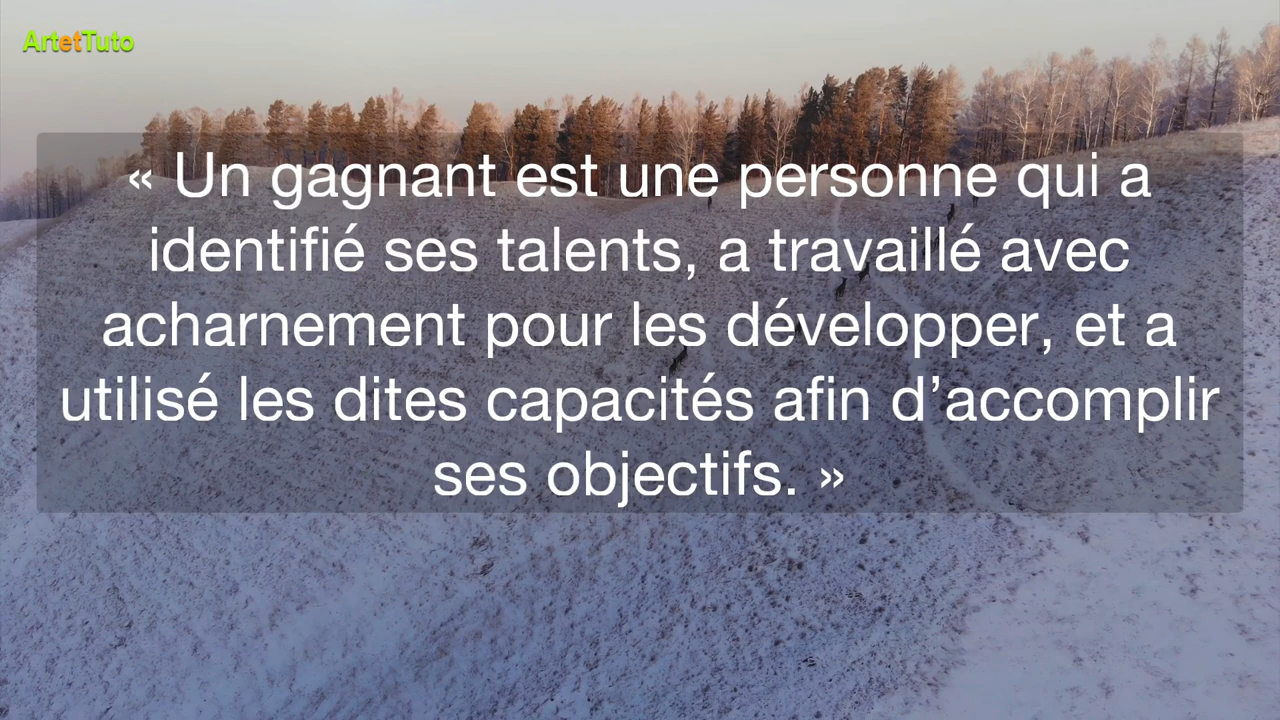 ArtetTuto
« Un gagnant est une personne qui a
identifié ses talents, a travaillé avec
acharnement pour les développer, et a
utilisé les dites capacités afin d’accomplir
ses objectifs. »